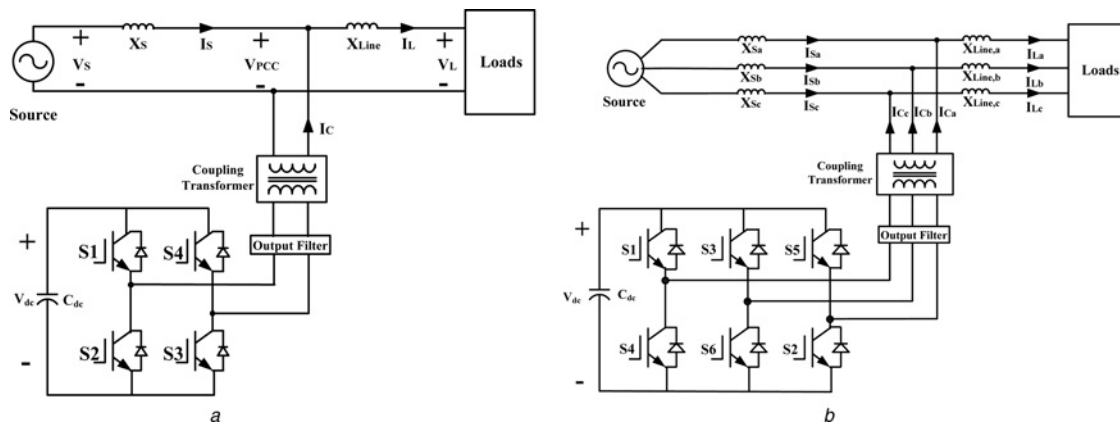 XS
IS
XLine
IL
+
VS
-
+
VPCC
-
+
VL
-
Loads
Source
IC
Coupling
Transformer
Output Filter
S1
S4
+
Vdc
Cdc
-
S2
S3
a
XSa
ISa
XLine,a
ILa
XSb
ISb
XLine,b
ILb
XSc
ISc
XLine,c
ILc
Loads
Source
ICc
ICb
ICa
Coupling
Transformer
Output Filter
S1
S3
S5
+
Vdc
Cdc
-
S4
S6
S2
b